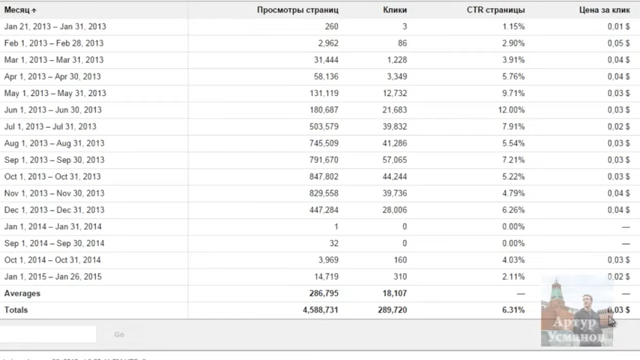 Месяц Просмотры страниц Клики CTR страницы Цена за клик
Jan 21, 2013 – Jan 31, 2013 260 3 1.15% 0,01 $
Feb 1, 2013 – Feb 28, 2013 2,962 86 2.90% 0,05 $
Mar 1, 2013 – Mar 31, 2013 31,444 1,228 3.91% 0,04 $
Apr 1, 2013 – Apr 30, 2013 58,136 3,349 5.76% 0,04 $
May 1, 2013 – May 31, 2013 131,119 12,732 9.71% 0,03 $
Jun 1, 2013 – Jun 30, 2013 180,687 21,683 12.00% 0,03 $
Jul 1, 2013 – Jul 31, 2013 503,579 39,832 7.91% 0,02 $
Aug 1, 2013 – Aug 31, 2013 745,509 41,286 5.54% 0,03 $
Sep 1, 2013 – Sep 30, 2013 791,670 57,065 7.21% 0,03 $
Oct 1, 2013 – Oct 31, 2013 847,802 44,244 5.22% 0,03 $
Nov 1, 2013 – Nov 30, 2013 829,558 39,736 4.79% 0,04 $
Dec 1, 2013 – Dec 31, 2013 447,284 28,006 6.26% 0,04 $
Jan 1, 2014 – Jan 31, 2014 1 0 0.00% —
Sep 1, 2014 – Sep 30, 2014 32 0 0.00% —
Oct 1, 2014 – Oct 31, 2014 3,969 160 4.03% 0,03 $
Jan 1, 2015 – Jan 26, 2015 14,719 310 2.11% 0,02 $
Averages 286,795 18,107 — —
Totals 4,588,731 289,720 6.31% 0,03 $
Артур
Усманов
Go